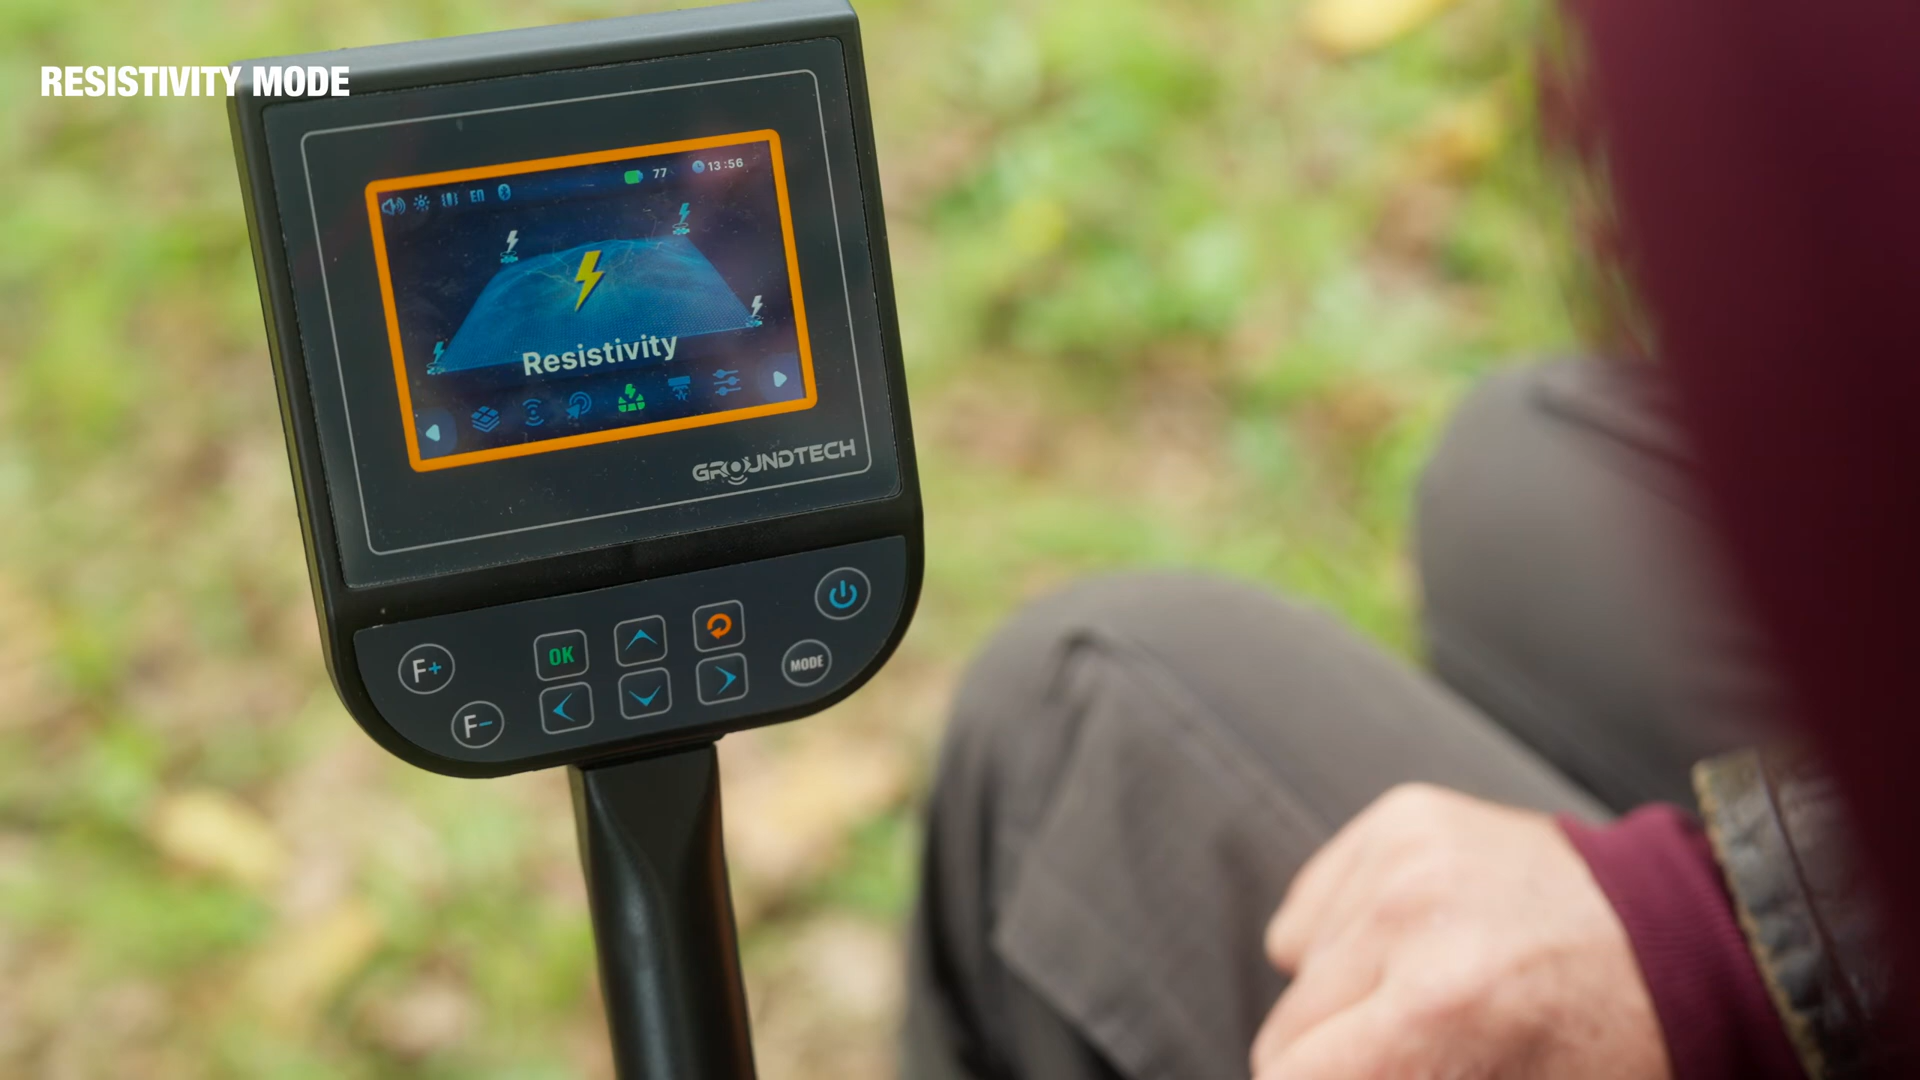 RESISTIVITY MODE
EN
77
13:56
Resistivity
GROUNDTECH
F+
OK
MODE
F-